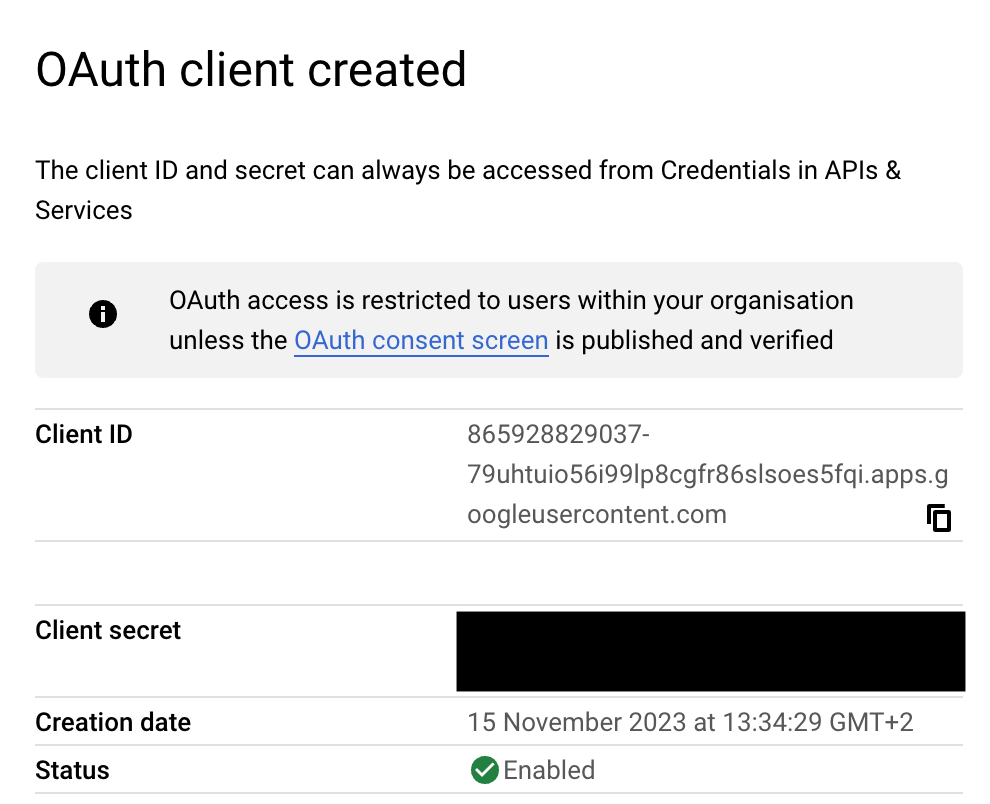 OAuth client created
The client ID and secret can always be accessed from Credentials in APIs &
Services
OAuth access is restricted to users within your organisation
unless the OAuth consent screen is published and verified
Client ID
865928829037-
79uhtuio56i99lp8cgfr86slsoes5fqi.apps.g
oogleusercontent.com
Client secret
Creation date
15 November 2023 at 13:34:29 GMT+2
Status
Enabled